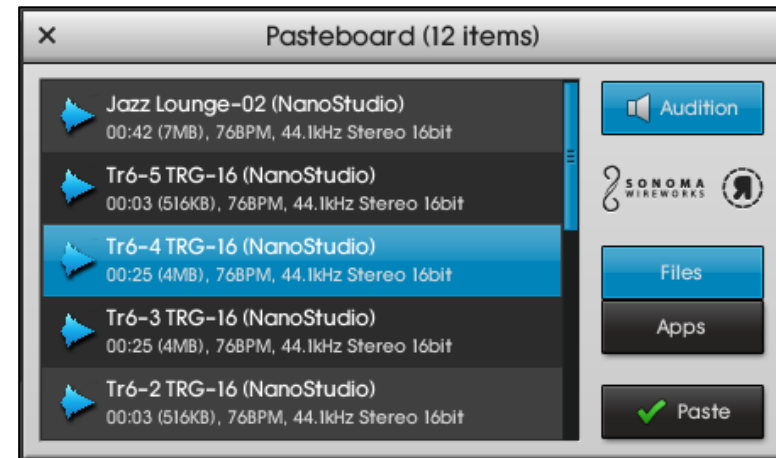 Pasteboard (12 items)
Jazz Lounge-02 (NanoStudio)
00:42 (7MB), 76BPM, 44.1kHz Stereo 16bit
Tr6-5 TRG-16 (NanoStudio)
00:03 (516KB), 76BPM, 44.1kHz Stereo 16bit
Tr6-4 TRG-16 (NanoStudio)
00:25 (4MB), 76BPM, 44.1kHz Stereo 16bit
Tr6-3 TRG-16 (NanoStudio)
00:25 (4MB), 76BPM, 44.1kHz Stereo 16bit
Tr6-2 TRG-16 (NanoStudio)
00:03 (516KB), 76BPM, 44.1kHz Stereo 16bit
Audition
SONOMA
WIREWORKS
Files
Apps
Paste